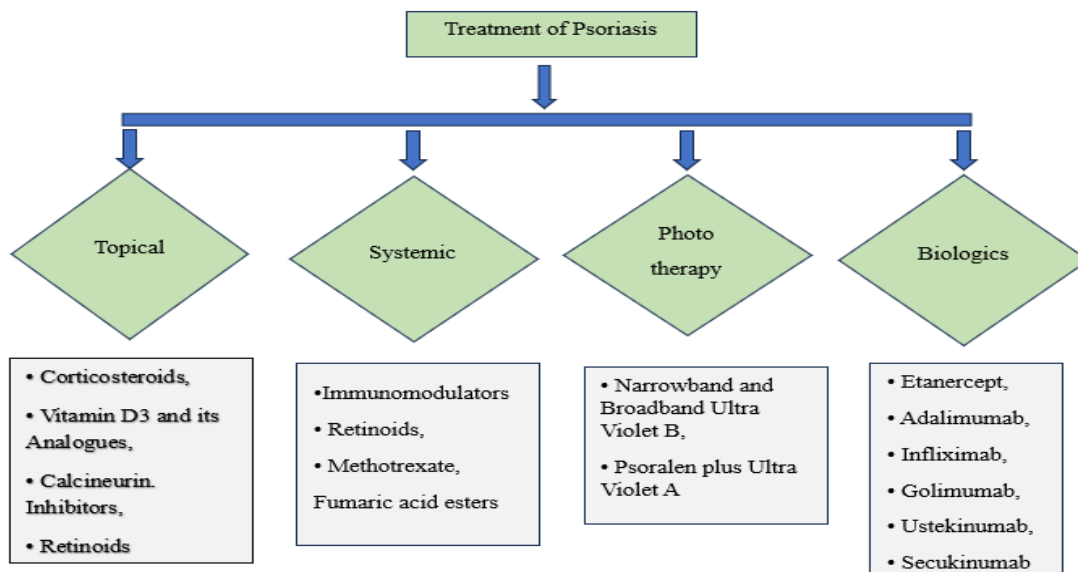 Treatment of Psoriasis
Topical
Systemic
Photo
therapy
Biologics
• Corticosteroids,
• Vitamin D3 and its
Analogues,
• Calcineurin.
Inhibitors,
• Retinoids
•Immunomodulators
• Retinoids,
• Methotrexate,
Fumaric acid esters
• Narrowband and
Broadband Ultra
Violet B,
• Psoralen plus Ultra
Violet A
• Etanercept,
• Adalimumab,
• Infliximab,
• Golimumab,
• Ustekinumab,
• Secukinumab